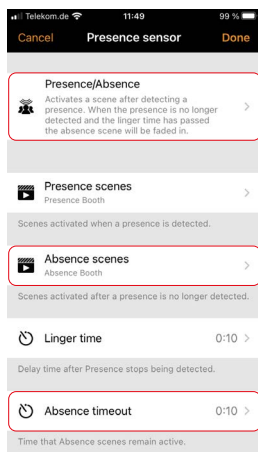 Telekom.de 11:49 99 %
Cancel Presence sensor Done
Presence/Absence
Activates a scene after detecting a
presence. When the presence is no longer
detected and the linger time has passed
the absence scene will be faded in.
Presence scenes
Presence Booth
Scenes activated when a presence is detected.
Absence scenes
Absence Booth
Scenes activated after a presence is no longer detected.
Linger time 0:10
Delay time after Presence stops being detected.
Absence timeout 0:10
Time that Absence scenes remain active.